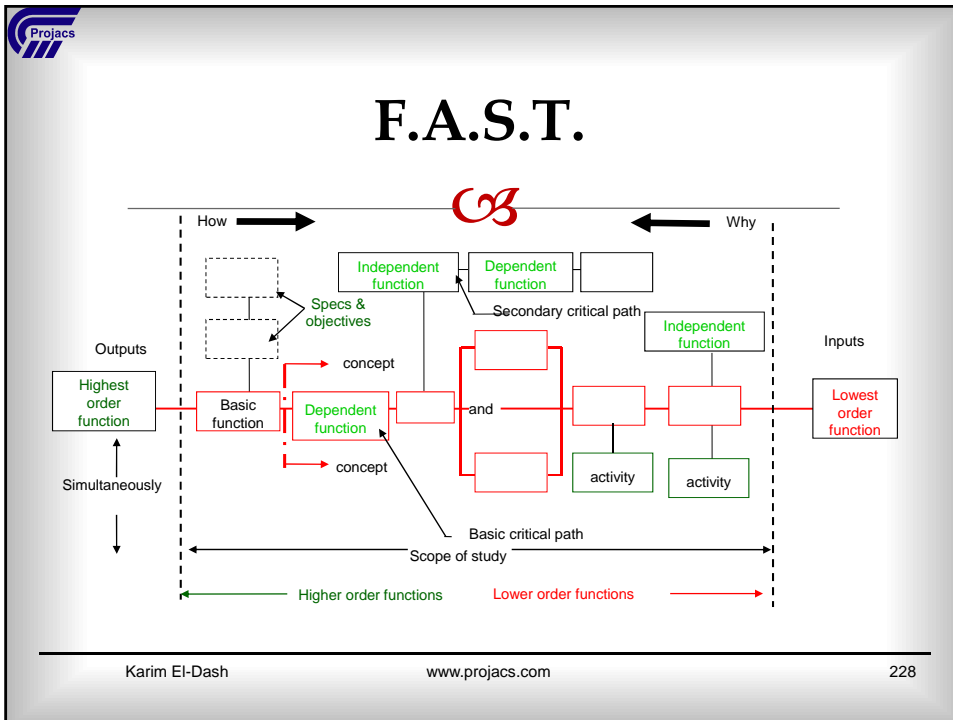 Projacs
F.A.S.T.
How
Why
Independent
function
Dependent
function
Specs &
objectives
Secondary critical path
Independent
function
Outputs
Inputs
concept
Highest
order
function
Basic
function
Dependent
function
and
Lowest
order
function
concept
activity
activity
Simultaneously
Basic critical path
Scope of study
Higher order functions
Lower order functions
Karim El-Dash
www.projacs.com
228